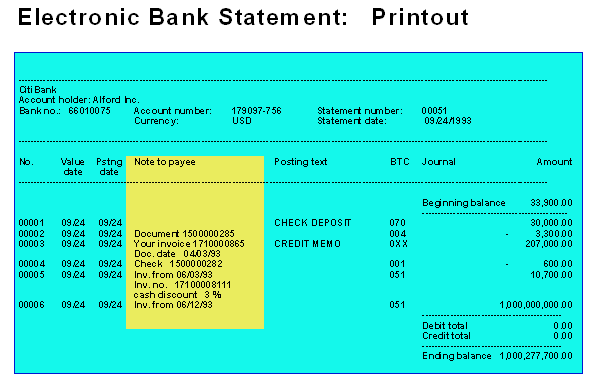 Electronic Bank Statement: Printout
Citi Bank
Account holder: Alford Inc.
Bank no.: 66010075 Account number: 179097-756 Statement number: 00051
Currency: USD Statement date: 09/24/1993
No. Value date Pstng date Note to payee Posting text BTC Journal Amount
Beginning balance 33,900.00
00001 09/24 09/24 CHECK DEPOSIT 070 30,000.00
00002 09/24 09/24 Document 1500000285 004 - 3,300.00
00003 09/24 09/24 Your invoice 1710000865 CREDIT MEMO 0XX 207,000.00
Doc. date 04/03/93
00004 09/24 09/24 Check 1500000282 001 - 600.00
00005 09/24 09/24 Inv. from 06/03/93 051 10,700.00
Inv. no. 17100008111
cash discount 3 %
00006 09/24 09/24 Inv. from 06/12/93 051 1,000,000,000.00
Debit total 0.00
Credit total 0.00
Ending balance 1,000,277,700.00